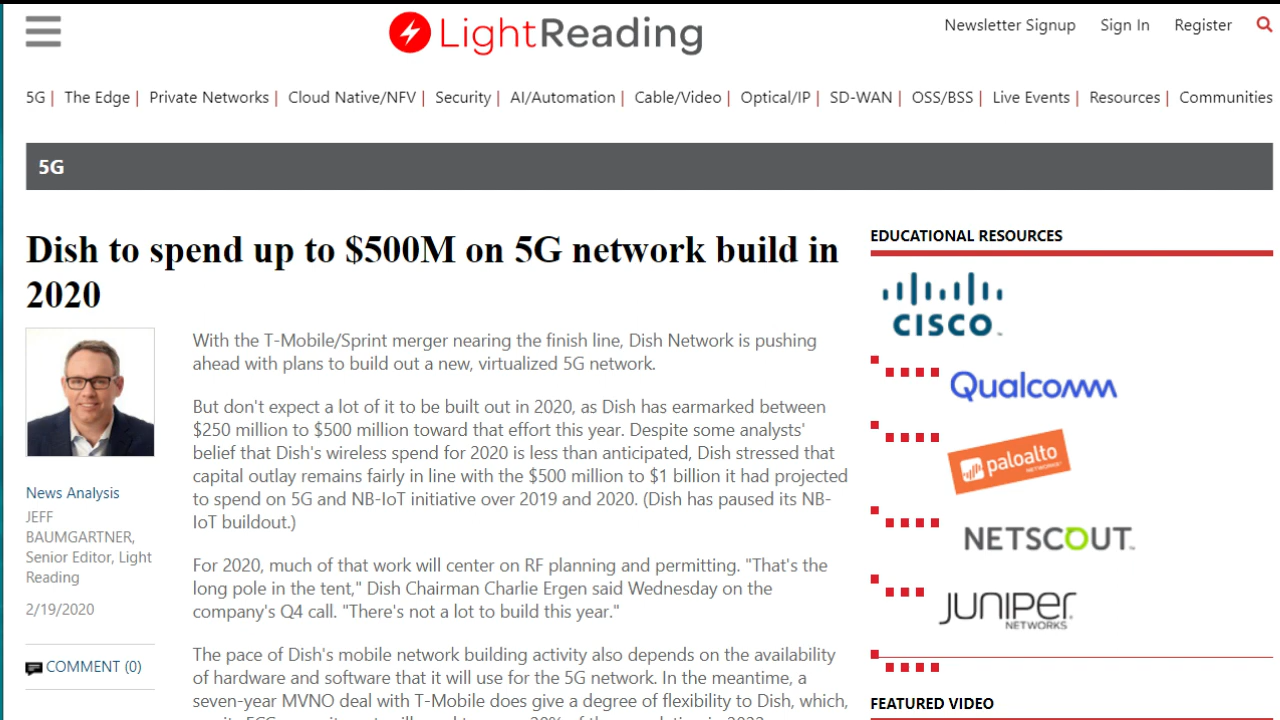 LightReading
Newsletter Signup Sign In Register
5G | The Edge | Private Networks | Cloud Native/NFV | Security | AI/Automation | Cable/Video | Optical/IP | SD-WAN | OSS/BSS | Live Events | Resources | Communities
5G
Dish to spend up to $500M on 5G network build in
2020
News Analysis
JEFF
BAUMGARTNER,
Senior Editor, Light
Reading
2/19/2020
COMMENT (0)
With the T-Mobile/Sprint merger nearing the finish line, Dish Network is pushing
ahead with plans to build out a new, virtualized 5G network.
But don't expect a lot of it to be built out in 2020, as Dish has earmarked between
$250 million to $500 million toward that effort this year. Despite some analysts'
belief that Dish's wireless spend for 2020 is less than anticipated, Dish stressed that
capital outlay remains fairly in line with the $500 million to $1 billion it had projected
to spend on 5G and NB-IoT initiative over 2019 and 2020. (Dish has paused its NB-
IoT buildout.)
For 2020, much of that work will center on RF planning and permitting. "That's the
long pole in the tent," Dish Chairman Charlie Ergen said Wednesday on the
company's Q4 call. "There's not a lot to build this year."
The pace of Dish's mobile network building activity also depends on the availability
of hardware and software that it will use for the 5G network. In the meantime, a
seven-year MVNO deal with T-Mobile does give a degree of flexibility to Dish, which,
EDUCATIONAL RESOURCES
CISCO
Qualcomm
paloalto
NETWORKS
NETSCOUT
JUNIPER
NETWORKS
FEATURED VIDEO